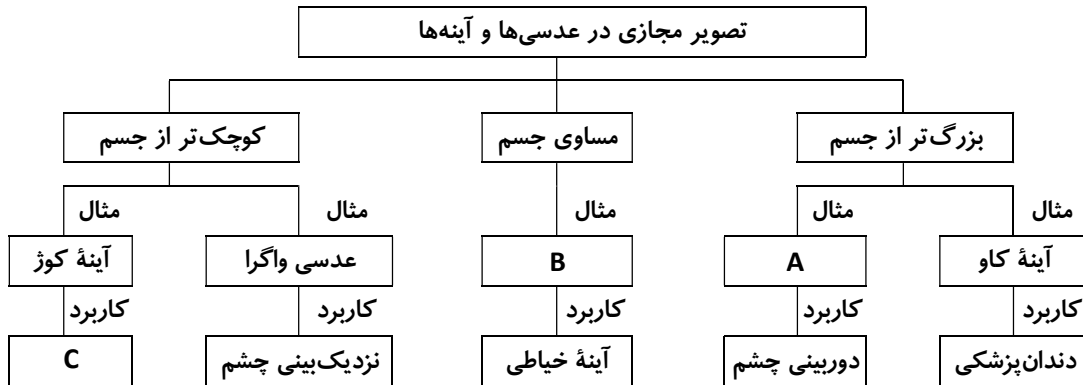 تصویر مجازی در عدسی‌ها و آینه‌ها
بزرگ‌تر از جسم
مساوی جسم
کوچک‌تر از جسم
مثال
مثال
مثال
مثال
مثال
آینهٔ کاو
A
B
عدسی واگرا
آینهٔ کوژ
کاربرد
کاربرد
کاربرد
کاربرد
کاربرد
دندان‌پزشکی
دوربینی چشم
آینهٔ خیاطی
نزدیک‌بینی چشم
C